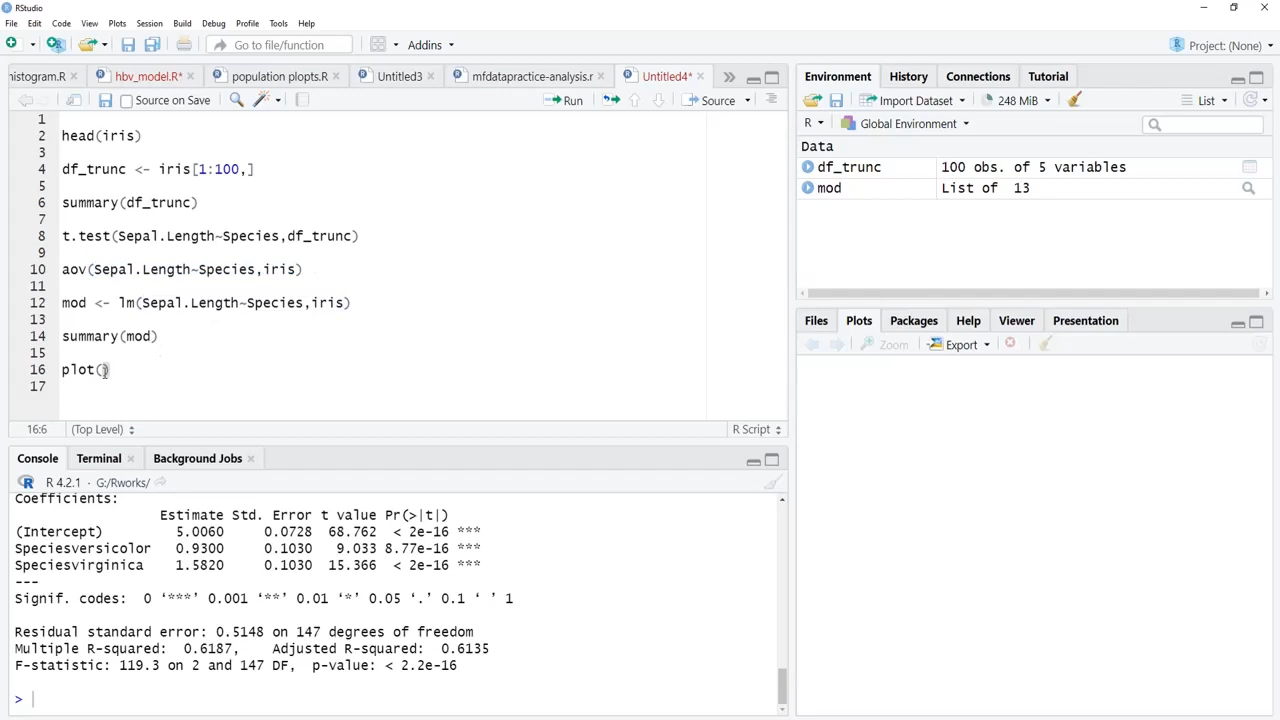 RStudio
File Edit Code View Plots Session Build Debug Profile Tools Help
Go to file/function Addins Project: (None)
histogram.R hbv_model.R* population plopts.R Untitled3 mfdatapractice-analysis.r Untitled4*
Source on Save Run Source
1
2 head(iris)
3
4 df_trunc <- iris[1:100,]
5
6 summary(df_trunc)
7
8 t.test(Sepal.Length~Species,df_trunc)
9
10 aov(Sepal.Length~Species,iris)
11
12 mod <- lm(Sepal.Length~Species,iris)
13
14 summary(mod)
15
16 plot()
17
16:6 (Top Level) R Script
Console Terminal Background Jobs
R 4.2.1 · G:/Rworks/
Coefficients:
Estimate Std. Error t value Pr(>|t|)
(Intercept) 5.0060 0.0728 68.762 < 2e-16 ***
Speciesversicolor 0.9300 0.1030 9.033 8.77e-16 ***
Speciesvirginica 1.5820 0.1030 15.366 < 2e-16 ***
---
Signif. codes: 0 ‘***’ 0.001 ‘**’ 0.01 ‘*’ 0.05 ‘.’ 0.1 ‘ ’ 1
Residual standard error: 0.5148 on 147 degrees of freedom
Multiple R-squared: 0.6187, Adjusted R-squared: 0.6135
F-statistic: 119.3 on 2 and 147 DF, p-value: < 2.2e-16
>
Environment History Connections Tutorial
Import Dataset 248 MiB List
R Global Environment
Data
df_trunc 100 obs. of 5 variables
mod List of 13
Files Plots Packages Help Viewer Presentation
Zoom Export